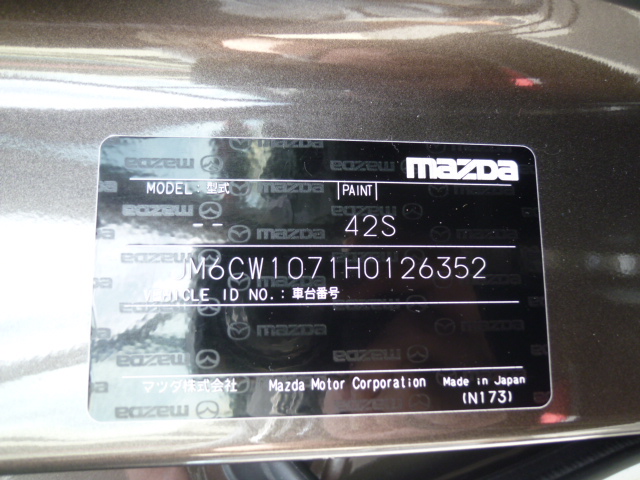 mazda
MODEL:型式 PAINT
-- 42S
JM6CW1071H0126352
VEHICLE ID NO.:車台番号
マツダ株式会社 Mazda Motor Corporation Made in Japan
(N173)